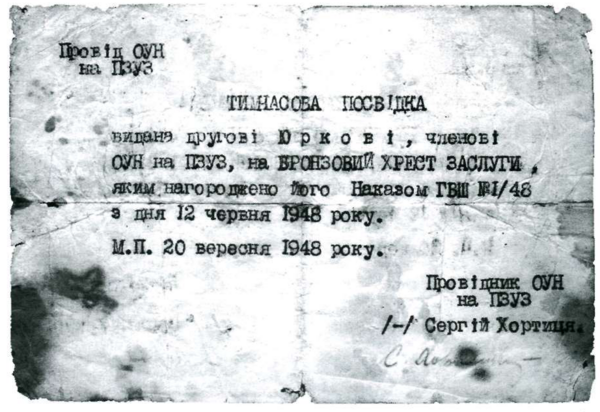 Провід ОУН
на ПЗУЗ
ТИМЧАСОВА ПОСВІДКА
видана другові Юркові, членові
ОУН на ПЗУЗ, на БРОНЗОВИЙ ХРЕСТ ЗАСЛУГИ,
яким нагороджено його Наказом ГВШ №1/48
з дня 12 червня 1948 року.
М.П. 20 вересня 1948 року.
Провідник ОУН
на ПЗУЗ
/-/ Сергій Хортиця.